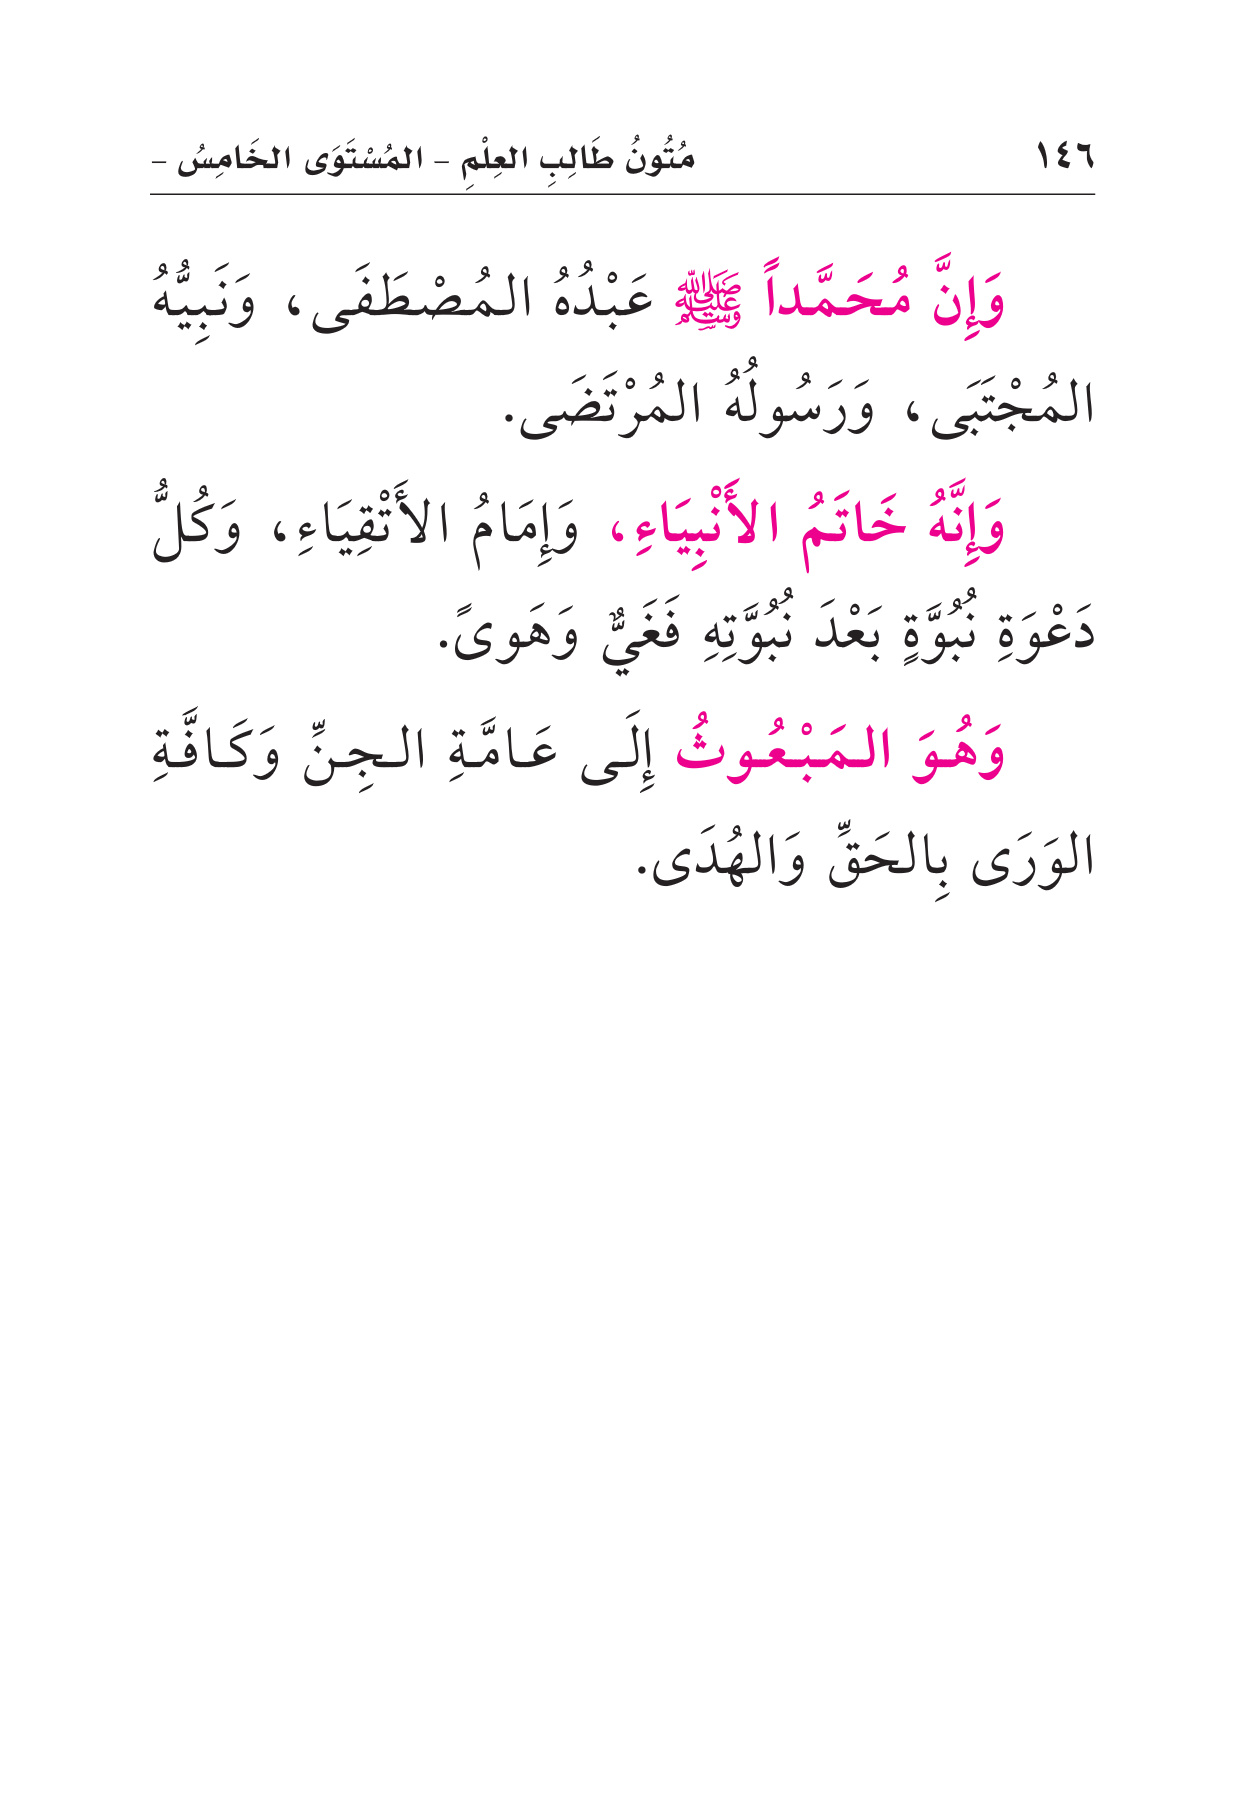 ١٤٦ مُتُونُ طَالِبِ العِلْمِ – المُسْتَوَى الخَامِسُ –
وَإِنَّ مُحَمَّداً ﷺ عَبْدُهُ المُصْطَفَى، وَنَبِيُّهُ
المُجْتَبَى، وَرَسُولُهُ المُرْتَضَى.
وَإِنَّهُ خَاتَمُ الأَنْبِيَاءِ، وَإِمَامُ الأَتْقِيَاءِ، وَكُلُّ
دَعْوَةِ نُبُوَّةٍ بَعْدَ نُبُوَّتِهِ فَغَيٌّ وَهَوىً.
وَهُوَ المَبْعُوثُ إِلَى عَامَّةِ الجِنِّ وَكَافَّةِ
الوَرَى بِالحَقِّ وَالهُدَى.